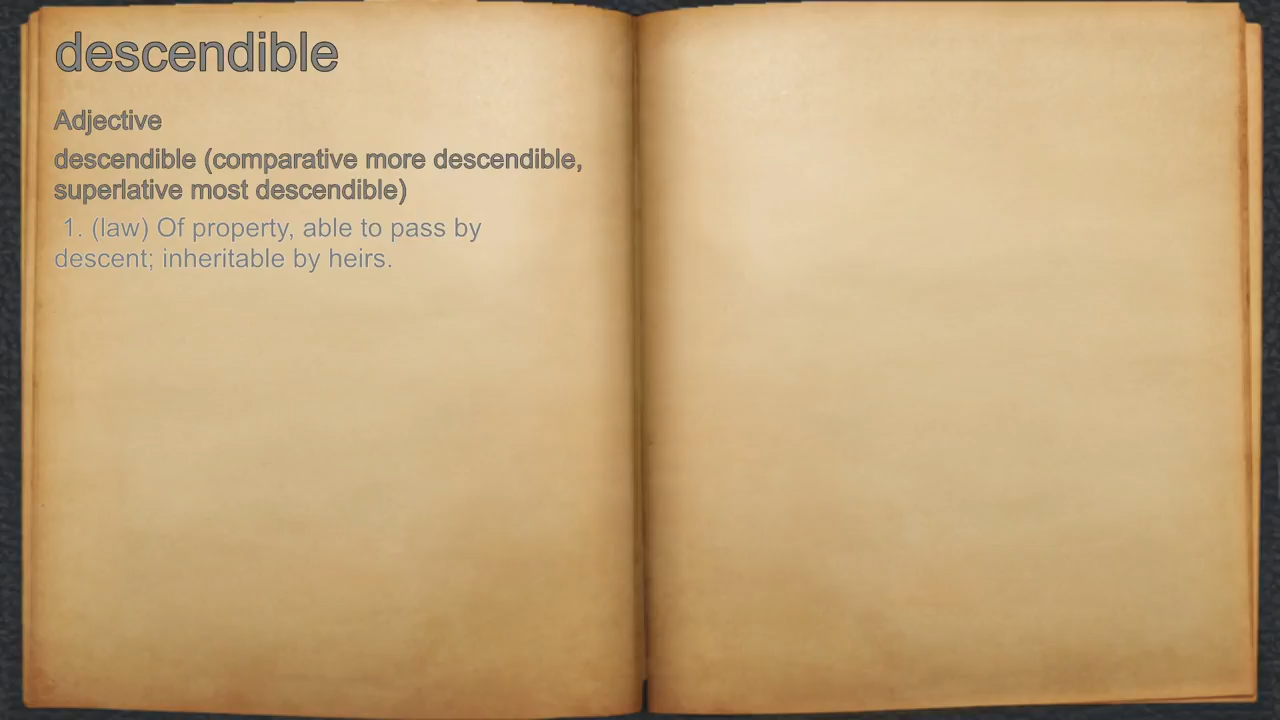 descendible
Adjective
descendible (comparative more descendible,
superlative most descendible)
1. (law) Of property, able to pass by
descent; inheritable by heirs.